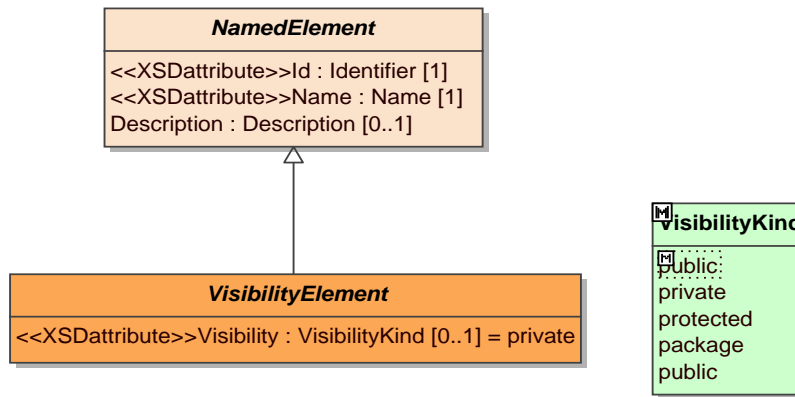 NamedElement
<<XSDattribute>>Id : Identifier [1]
<<XSDattribute>>Name : Name [1]
Description : Description [0..1]
VisibilityElement
<<XSDattribute>>Visibility : VisibilityKind [0..1] = private
VisibilityKind
public
private
protected
package
public